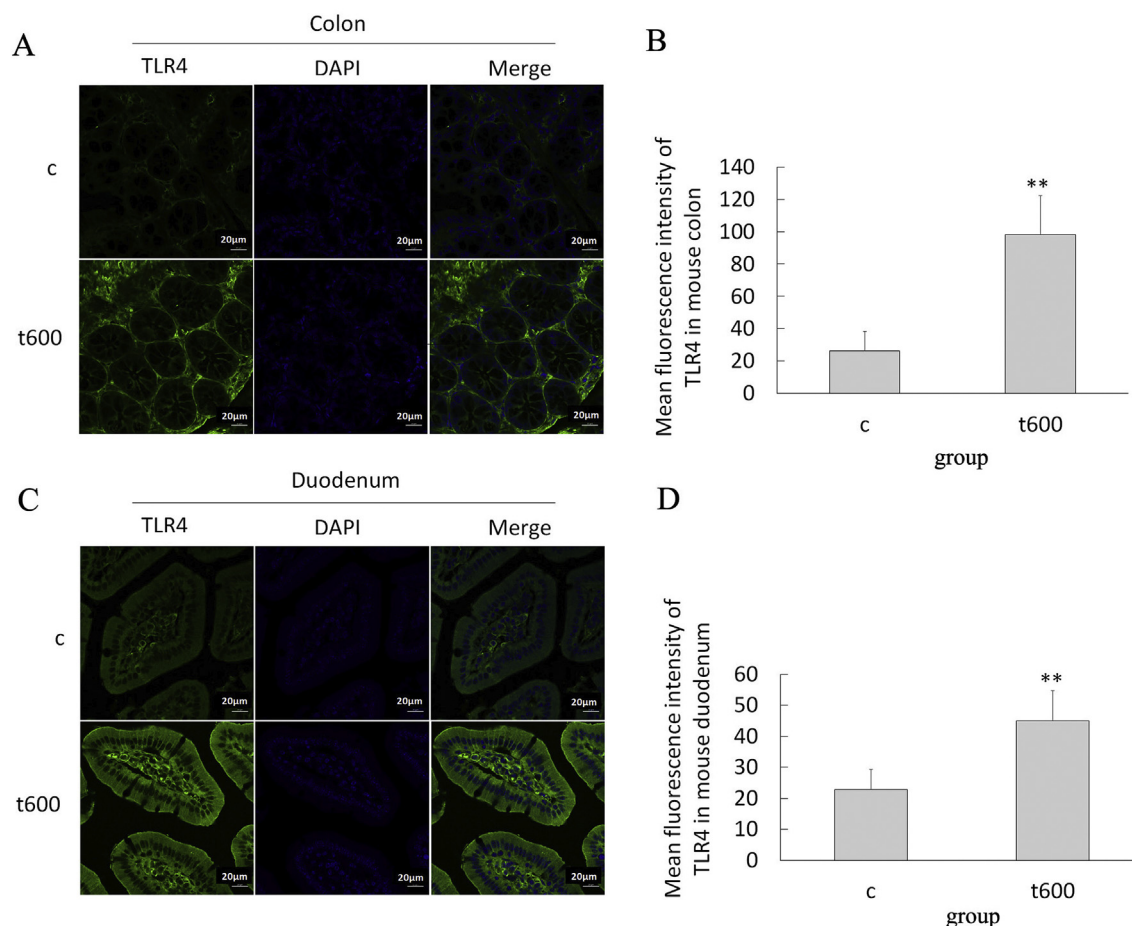 A
Colon
TLR4 DAPI Merge
c
20μm 20μm 20μm
t600
20μm 20μm 20μm
B
Mean fluorescence intensity of
TLR4 in mouse colon
140
120
100
80
60
40
20
0
**
c t600
group
C
Duodenum
TLR4 DAPI Merge
c
20μm 20μm 20μm
t600
20μm 20μm 20μm
D
Mean fluorescence intensity of
TLR4 in mouse duodenum
60
50
40
30
20
10
0
**
c t600
group